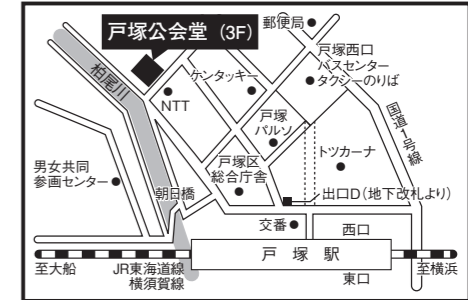 戸塚公会堂（3F）
郵便局
戸塚西口
バスセンター
タクシーのりば
柏尾川
ケンタッキー
NTT
国道1号線
戸塚
パルソ
トツカーナ
戸塚区
総合庁舎
男女共同
参画センター
朝日橋
出口D（地下改札より）
交番
西口
戸塚駅
至大船
JR東海道線
横須賀線
至横浜
東口